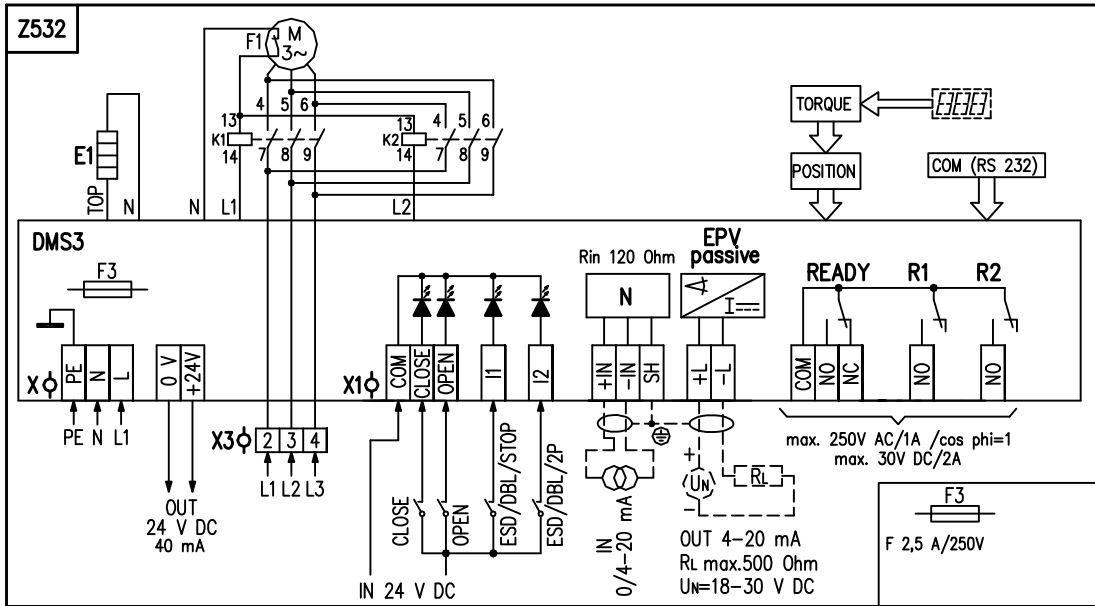 Z532
F1
M
3~
4 5 6
13
K1
14
7 8 9
4 5 6
13
K2
14
7 8 9
E1
TOP
N
N
L1
L2
TORQUE
POSITION
COM (RS 232)
DMS3
F3
Rin 120 Ohm
N
EPV
passive
I
READY
R1
R2
X
PE
N
L
0 V
+24V
X1
COM
CLOSE
OPEN
I1
I2
+IN
-IN
SH
+L
-L
COM
NO
NC
NO
NO
PE N L1
X3
2 3 4
L1 L2 L3
OUT
24 V DC
40 mA
CLOSE
OPEN
ESD/DBL/STOP
ESD/DBL/2P
IN 24 V DC
IN
0/4-20 mA
+
UN
-
RL
OUT 4-20 mA
RL max.500 Ohm
UN=18-30 V DC
max. 250V AC/1A /cos phi=1
max. 30V DC/2A
F3
F 2,5 A/250V